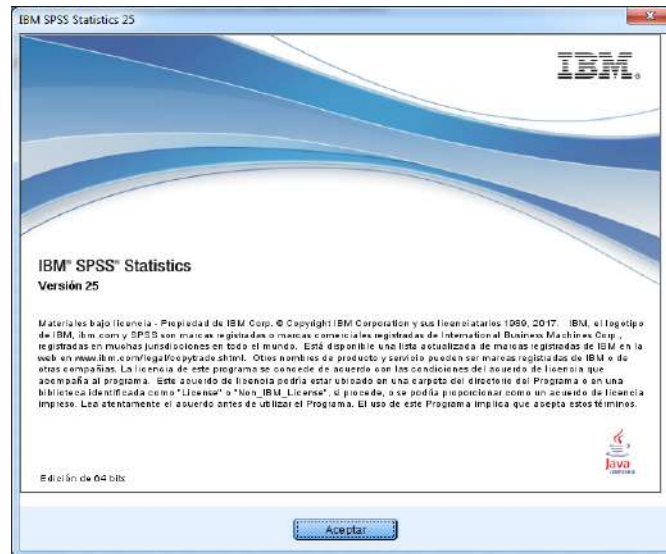 IBM SPSS Statistics 25
IBM®
IBM® SPSS® Statistics
Versión 25
Materiales bajo licencia - Propiedad de IBM Corp. © Copyright IBM Corporation y sus licenciatarios 1989, 2017. IBM, el logotipo
de IBM, ibm.com y SPSS son marcas registradas o marcas comerciales registradas de International Business Machines Corp.,
registradas en muchas jurisdicciones en todo el mundo. Está disponible una lista actualizada de marcas registradas de IBM en la
web en www.ibm.com/legal/copytrade.shtml. Otros nombres de producto y servicio pueden ser marcas registradas de IBM o de
otras compañías. La licencia de este programa se concede de acuerdo con las condiciones del acuerdo de licencia que
acompaña al programa. Este acuerdo de licencia podría estar ubicado en una carpeta del directorio del Programa o en una
biblioteca identificada como "License" o "Non_IBM_License", si procede, o se podría proporcionar como un acuerdo de licencia
impreso. Lea atentamente el acuerdo antes de utilizar el Programa. El uso de este Programa implica que acepta estos términos.
Java
Edición de 64 bits
Aceptar